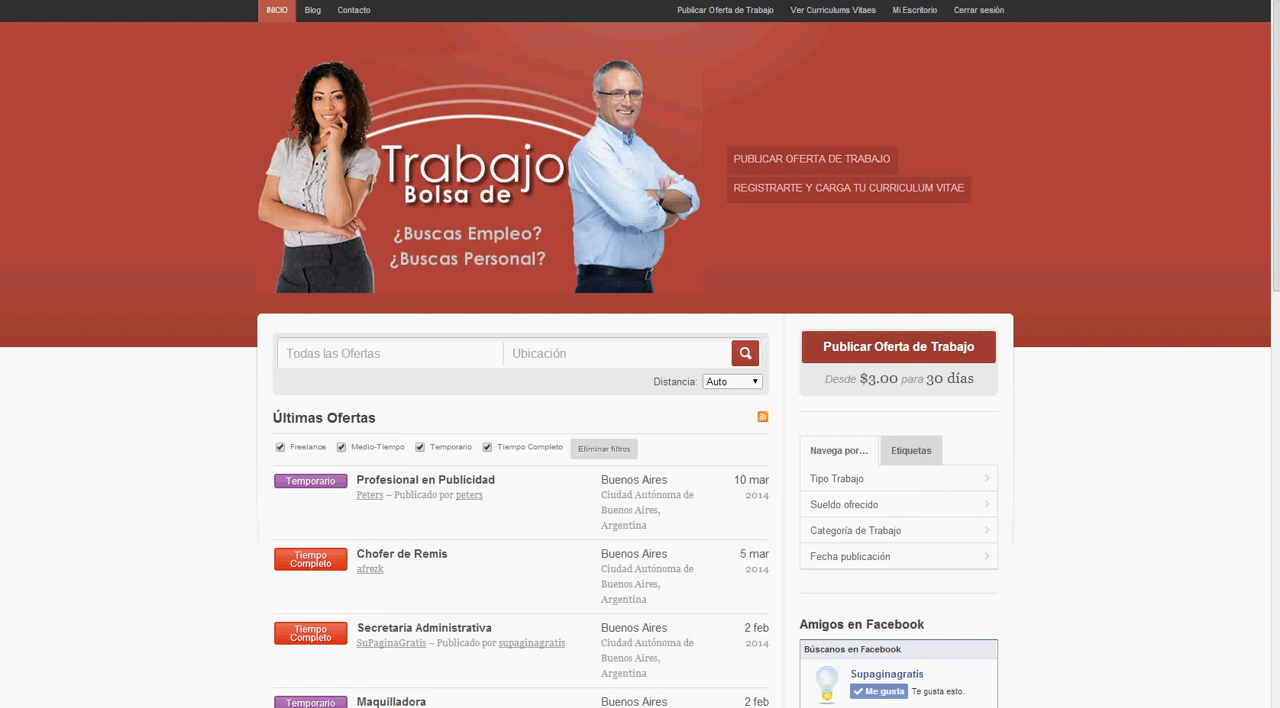 INICIO Blog Contacto Publicar Oferta de Trabajo Ver Curriculums Vitaes Mi Escritorio Cerrar sesión
Trabajo
Bolsa de
¿Buscas Empleo?
¿Buscas Personal?
PUBLICAR OFERTA DE TRABAJO
REGISTRARTE Y CARGA TU CURRICULUM VITAE
Todas las Ofertas Ubicación
Distancia: Auto
Últimas Ofertas
Freelance Medio-Tiempo Temporario Tiempo Completo Eliminar filtros
Temporario Profesional en Publicidad Buenos Aires 10 mar
Peters – Publicado por peters Ciudad Autónoma de 2014
Buenos Aires,
Argentina
Tiempo Completo Chofer de Remis Buenos Aires 5 mar
afrezk Ciudad Autónoma de 2014
Buenos Aires,
Argentina
Tiempo Completo Secretaría Administrativa Buenos Aires 2 feb
SuPaginaGratis – Publicado por supaginagratis Ciudad Autónoma de 2014
Buenos Aires,
Argentina
Temporario Maquilladora Buenos Aires 2 feb
Publicar Oferta de Trabajo
Desde $3.00 para 30 días
Navega por... Etiquetas
Tipo Trabajo
Sueldo ofrecido
Categoría de Trabajo
Fecha publicación
Amigos en Facebook
Búscanos en Facebook
Supaginagratis
Me gusta Te gusta esto.